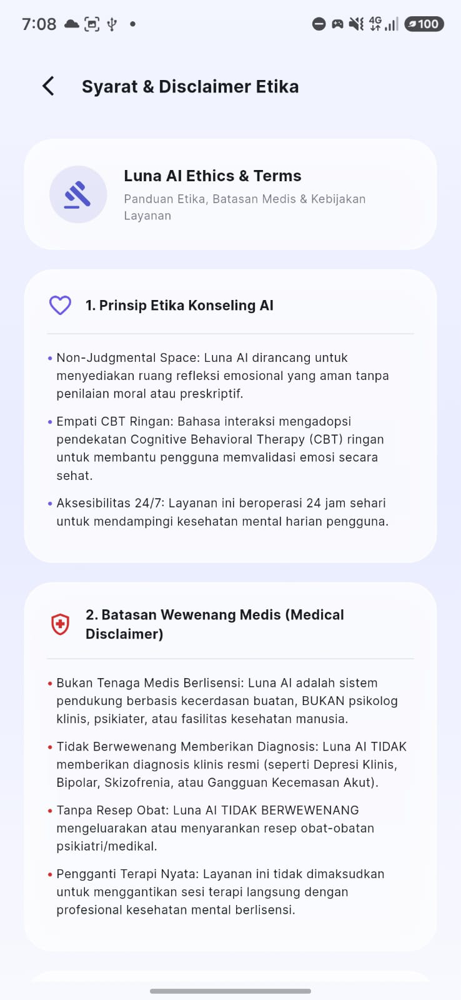 7:08
4G
100
Syarat & Disclaimer Etika
Luna AI Ethics & Terms
Panduan Etika, Batasan Medis & Kebijakan
Layanan
1. Prinsip Etika Konseling AI
• Non-Judgmental Space: Luna AI dirancang untuk
menyediakan ruang refleksi emosional yang aman tanpa
penilaian moral atau preskriptif.
• Empati CBT Ringan: Bahasa interaksi mengadopsi
pendekatan Cognitive Behavioral Therapy (CBT) ringan
untuk membantu pengguna memvalidasi emosi secara
sehat.
• Aksesibilitas 24/7: Layanan ini beroperasi 24 jam sehari
untuk mendampingi kesehatan mental harian pengguna.
2. Batasan Wewenang Medis (Medical
Disclaimer)
• Bukan Tenaga Medis Berlisensi: Luna AI adalah sistem
pendukung berbasis kecerdasan buatan, BUKAN psikolog
klinis, psikiater, atau fasilitas kesehatan manusia.
• Tidak Berwewenang Memberikan Diagnosis: Luna AI TIDAK
memberikan diagnosis klinis resmi (seperti Depresi Klinis,
Bipolar, Skizofrenia, atau Gangguan Kecemasan Akut).
• Tanpa Resep Obat: Luna AI TIDAK BERWEWENANG
mengeluarakan atau menyarankan resep obat-obatan
psikiatri/medikal.
• Pengganti Terapi Nyata: Layanan ini tidak dimaksudkan
untuk menggantikan sesi terapi langsung dengan
profesional kesehatan mental berlisensi.